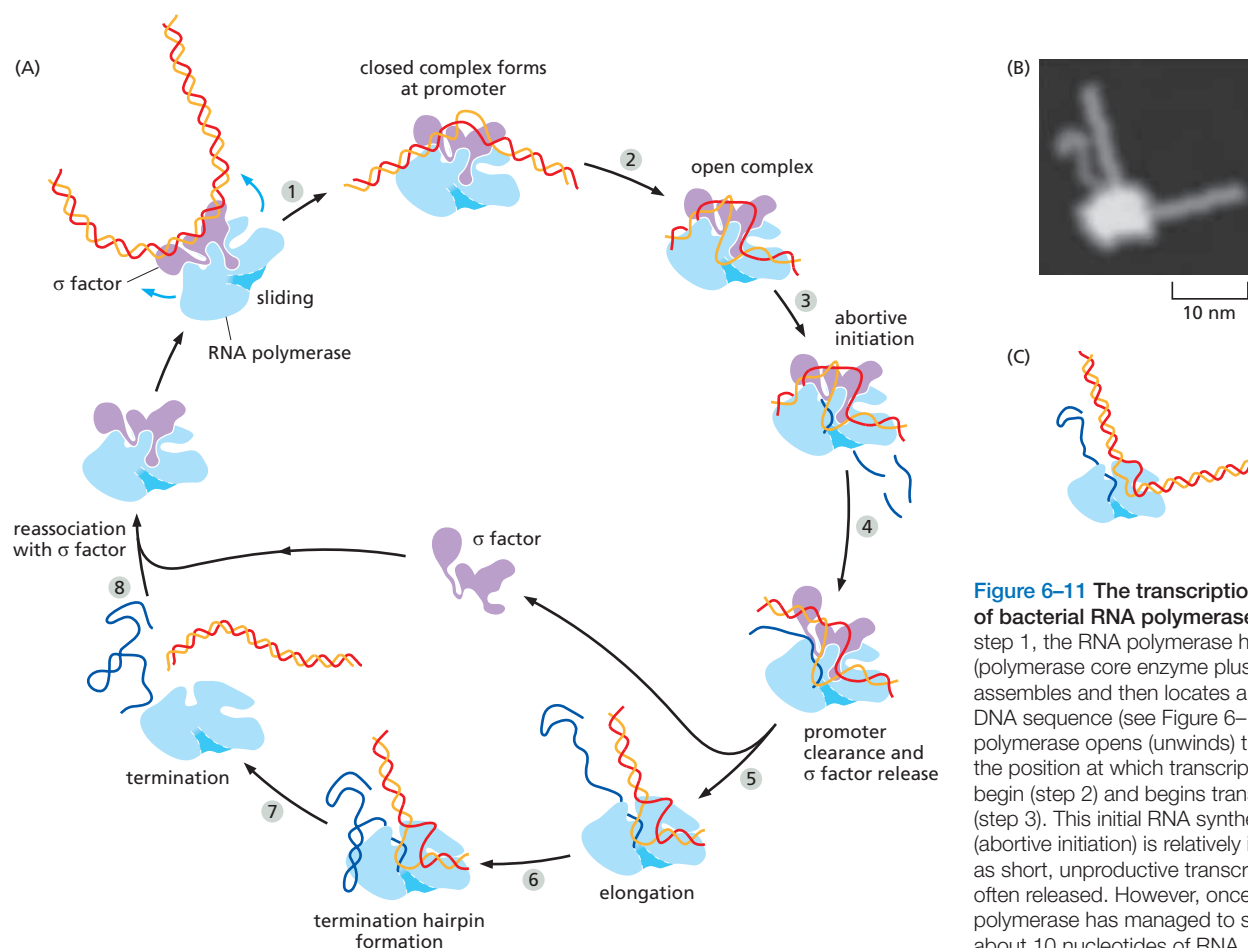 (A)
closed complex forms
at promoter
1
2
open complex
σ factor
sliding
RNA polymerase
3
abortive
initiation
4
reassociation
with σ factor
σ factor
8
promoter
clearance and
σ factor release
5
termination
7
elongation
6
termination hairpin
formation
(B)
10 nm
(C)
Figure 6–11 The transcription
of bacterial RNA polymerase
step 1, the RNA polymerase h
(polymerase core enzyme plus
assembles and then locates a
DNA sequence (see Figure 6–
polymerase opens (unwinds) t
the position at which transcrip
begin (step 2) and begins trans
(step 3). This initial RNA synthe
(abortive initiation) is relatively i
as short, unproductive transcr
often released. However, once
polymerase has managed to s
about 10 nucleotides of RNA